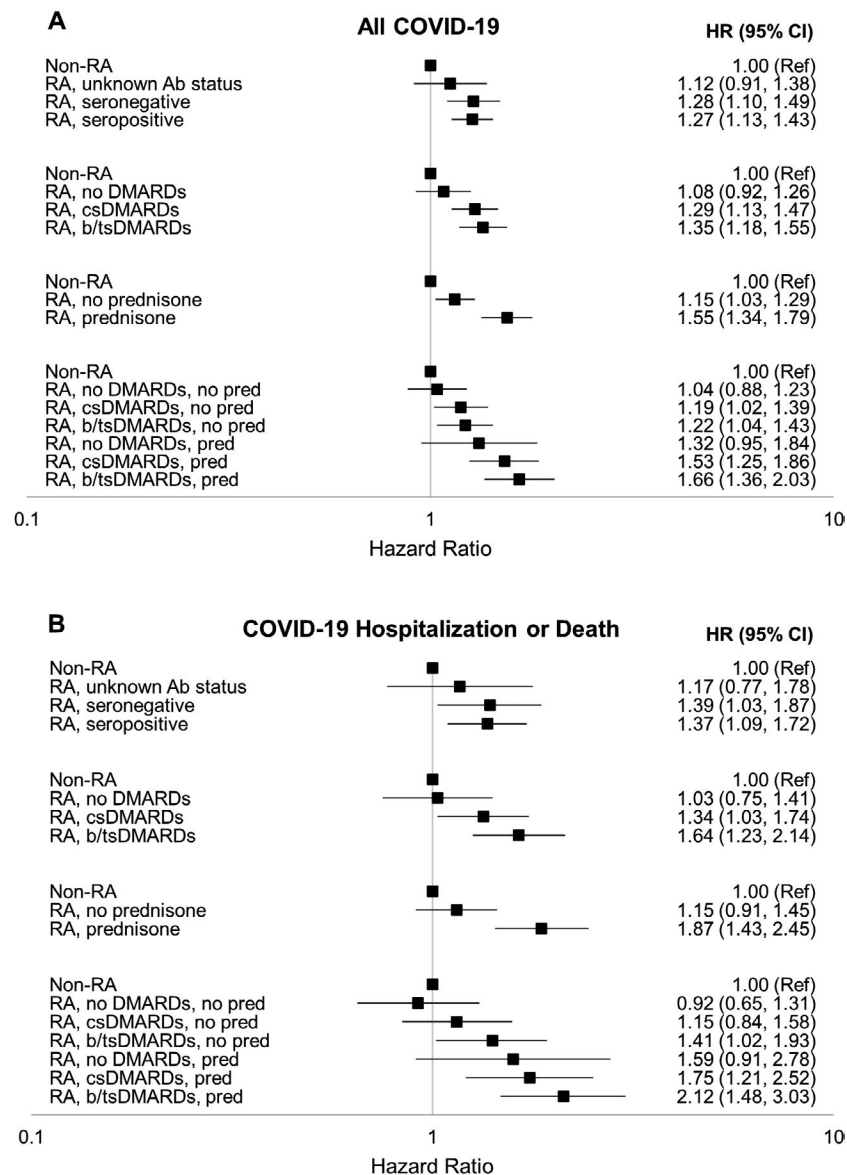 A
All COVID-19
HR (95% CI)
Non-RA 1.00 (Ref)
RA, unknown Ab status 1.12 (0.91, 1.38)
RA, seronegative 1.28 (1.10, 1.49)
RA, seropositive 1.27 (1.13, 1.43)
Non-RA 1.00 (Ref)
RA, no DMARDs 1.08 (0.92, 1.26)
RA, csDMARDs 1.29 (1.13, 1.47)
RA, b/tsDMARDs 1.35 (1.18, 1.55)
Non-RA 1.00 (Ref)
RA, no prednisone 1.15 (1.03, 1.29)
RA, prednisone 1.55 (1.34, 1.79)
Non-RA 1.00 (Ref)
RA, no DMARDs, no pred 1.04 (0.88, 1.23)
RA, csDMARDs, no pred 1.19 (1.02, 1.39)
RA, b/tsDMARDs, no pred 1.22 (1.04, 1.43)
RA, no DMARDs, pred 1.32 (0.95, 1.84)
RA, csDMARDs, pred 1.53 (1.25, 1.86)
RA, b/tsDMARDs, pred 1.66 (1.36, 2.03)
0.1 1 10
Hazard Ratio
B
COVID-19 Hospitalization or Death
HR (95% CI)
Non-RA 1.00 (Ref)
RA, unknown Ab status 1.17 (0.77, 1.78)
RA, seronegative 1.39 (1.03, 1.87)
RA, seropositive 1.37 (1.09, 1.72)
Non-RA 1.00 (Ref)
RA, no DMARDs 1.03 (0.75, 1.41)
RA, csDMARDs 1.34 (1.03, 1.74)
RA, b/tsDMARDs 1.64 (1.23, 2.14)
Non-RA 1.00 (Ref)
RA, no prednisone 1.15 (0.91, 1.45)
RA, prednisone 1.87 (1.43, 2.45)
Non-RA 1.00 (Ref)
RA, no DMARDs, no pred 0.92 (0.65, 1.31)
RA, csDMARDs, no pred 1.15 (0.84, 1.58)
RA, b/tsDMARDs, no pred 1.41 (1.02, 1.93)
RA, no DMARDs, pred 1.59 (0.91, 2.78)
RA, csDMARDs, pred 1.75 (1.21, 2.52)
RA, b/tsDMARDs, pred 2.12 (1.48, 3.03)
0.1 1 10
Hazard Ratio